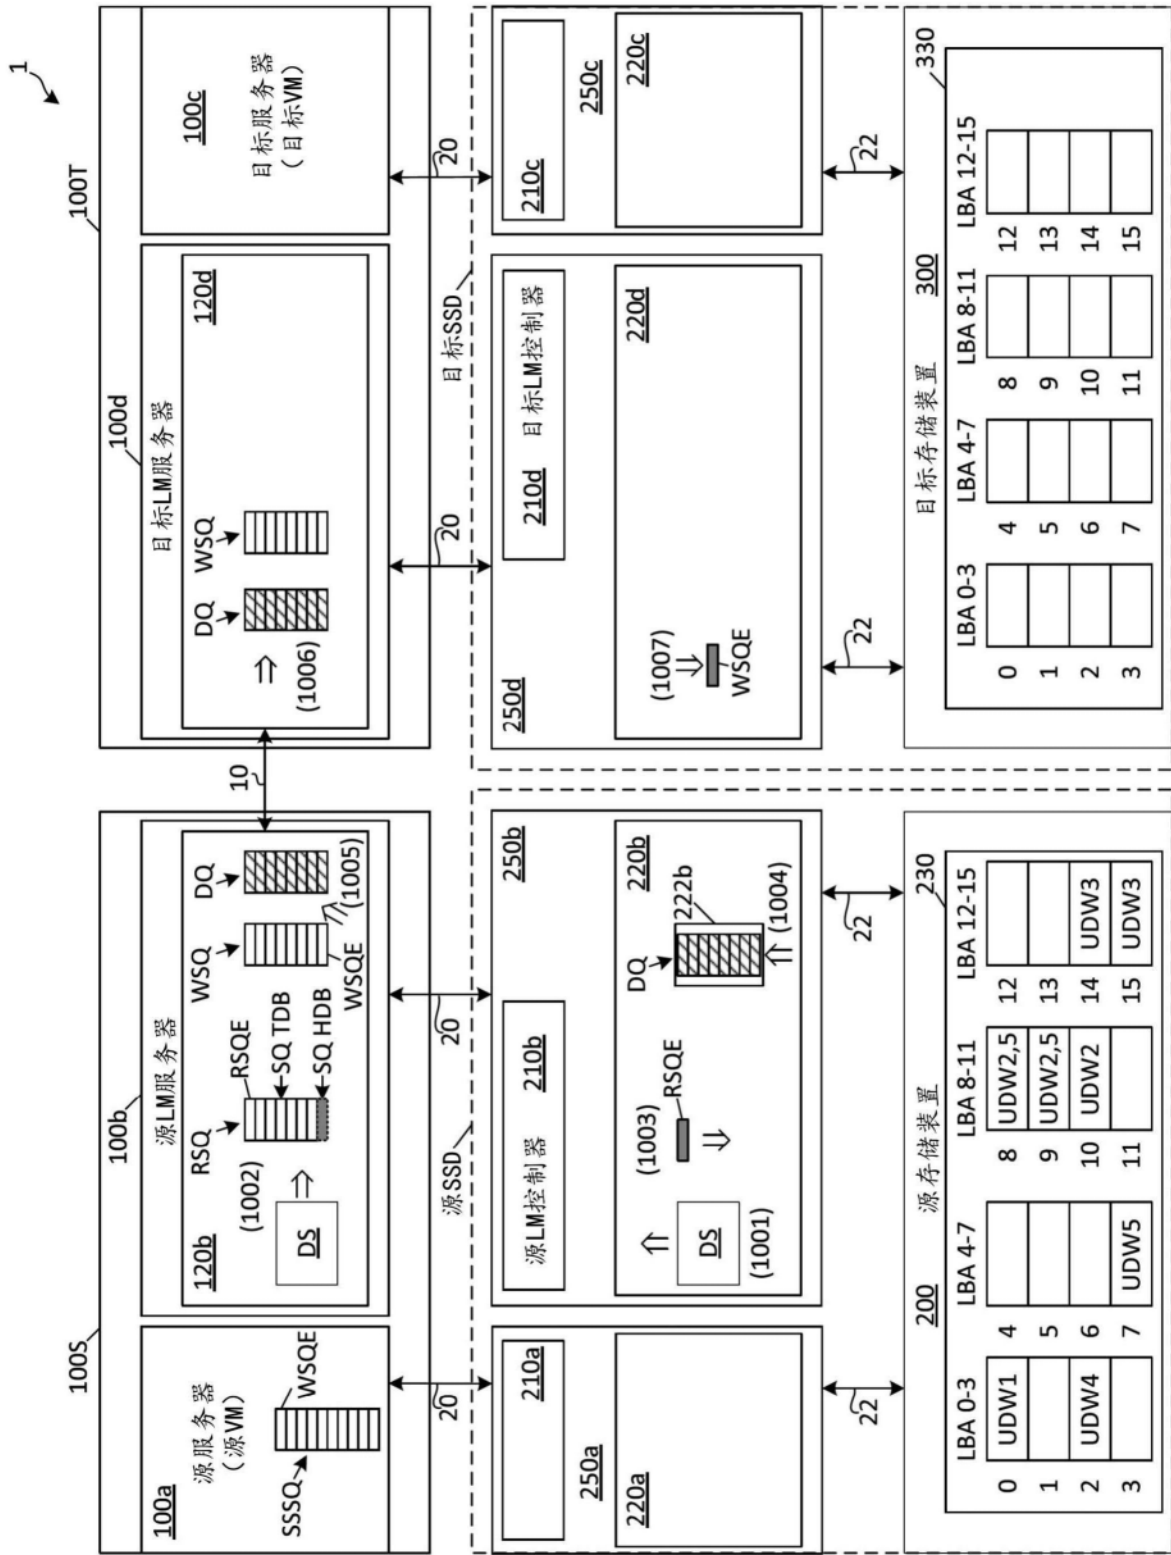 1
100S
100T
100a
源服务器
(源VM)
SSSQ
WSQE
100b
源LM服务器
120b
DS
(1002)
RSQ
RSQE
SQ TDB
SQ HDB
WSQ
WSQE
DQ
(1005)
10
100d
目标LM服务器
120d
DQ
WSQ
(1006)
100c
目标服务器
(目标VM)
20
20
20
20
源SSD
目标SSD
210a
250a
220a
源LM控制器
210b
250b
220b
DS
(1001)
(1003)
RSQE
DQ
222b
(1004)
250d
210d
目标LM控制器
220d
(1007)
WSQE
210c
250c
220c
22
22
22
22
200
源存储装置
230
LBA 0-3
LBA 4-7
LBA 8-11
LBA 12-15
0 UDW1
4
8 UDW2,5
12
1
5
9 UDW2,5
13
2 UDW4
6
10 UDW2
14 UDW3
3
7 UDW5
11
15 UDW3
目标存储装置
300
330
LBA 0-3
LBA 4-7
LBA 8-11
LBA 12-15
0
4
8
12
1
5
9
13
2
6
10
14
3
7
11
15